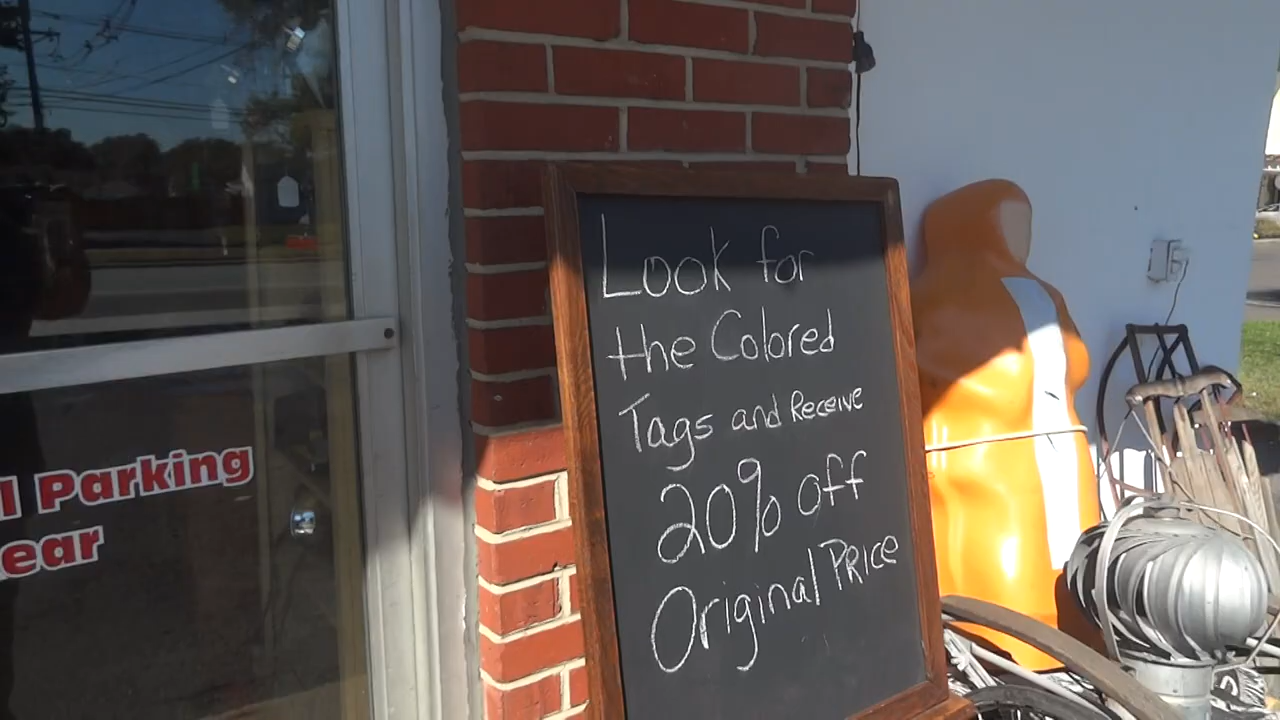 l Parking
ear
Look for
the Colored
Tags and Receive
20% off
Original Price